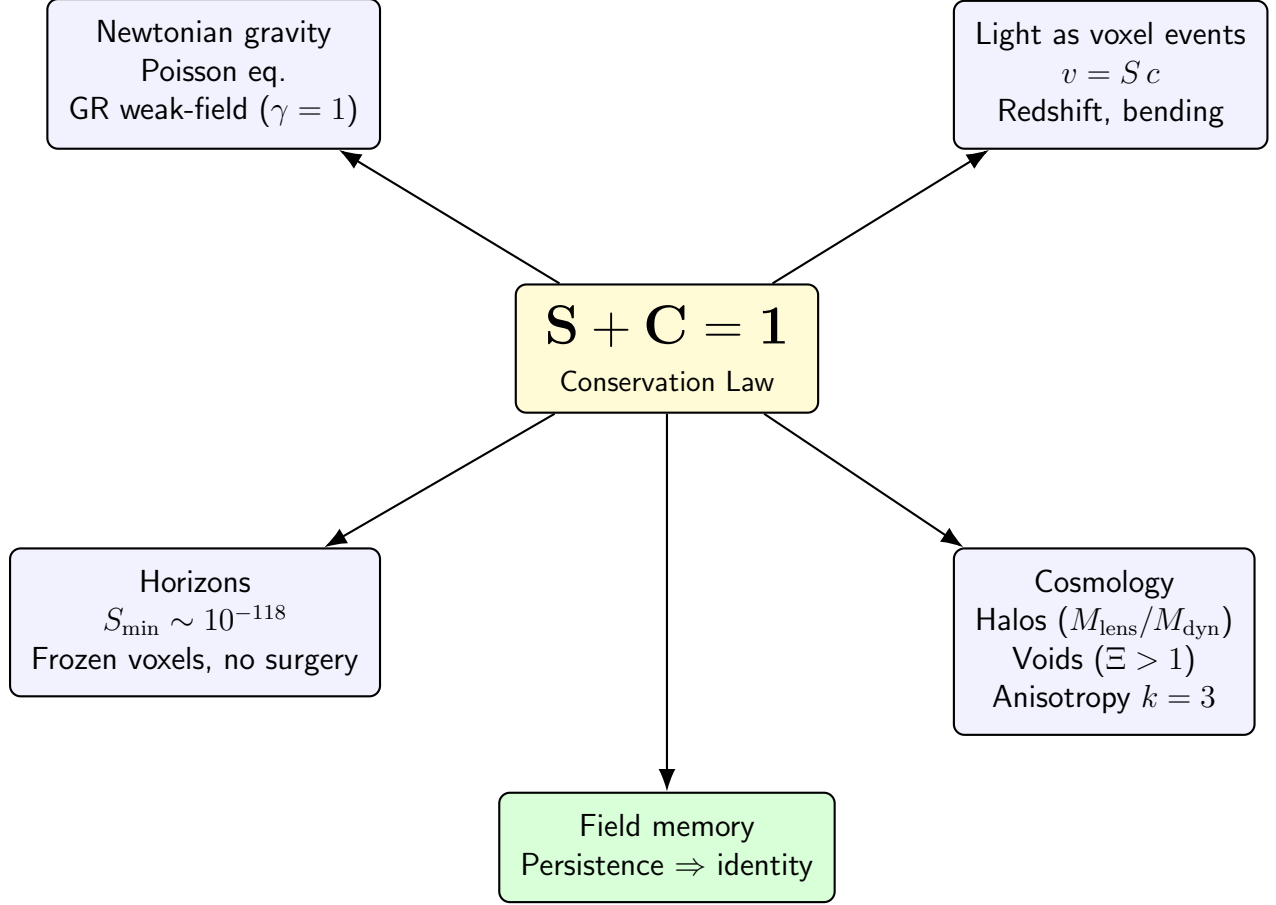 Newtonian gravity
Poisson eq.
GR weak-field (γ = 1)
Light as voxel events
v = S c
Redshift, bending
S + C = 1
Conservation Law
Horizons
S_min ∼ 10^−118
Frozen voxels, no surgery
Cosmology
Halos (M_lens/M_dyn)
Voids (Ξ > 1)
Anisotropy k = 3
Field memory
Persistence ⇒ identity